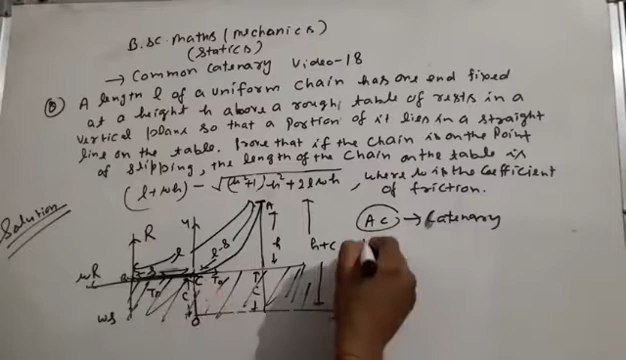 B.Sc maths (mechanics)
(Statics)
→ Common Catenary Video-18
Q A length l of a uniform chain has one end fixed
at a height h above a rough table & rests in a
vertical plane so that a portion of it lies in a straight
line on the table. Prove that if the chain is on the point
of slipping, the length of the chain on the table is
(l+μh) - √(μ²+1)h²+2lμh, where μ is the coefficient
of friction.
Solution
AC → Catenary
y A
R
l l-s h h+c
μR B s C T₀ D
T₀ C C
ws O